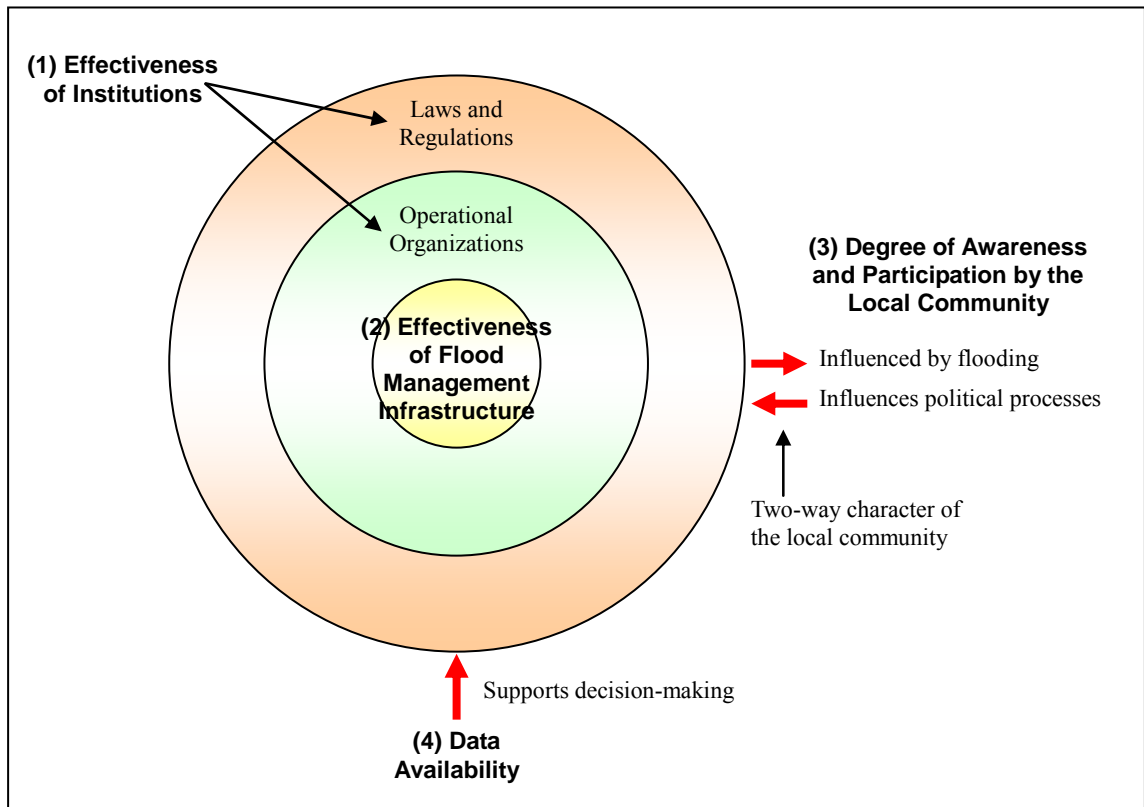 (1) Effectiveness
of Institutions
Laws and
Regulations
Operational
Organizations
(2) Effectiveness
of Flood
Management
Infrastructure
(3) Degree of Awareness
and Participation by the
Local Community
Influenced by flooding
Influences political processes
Two-way character of
the local community
Supports decision-making
(4) Data
Availability